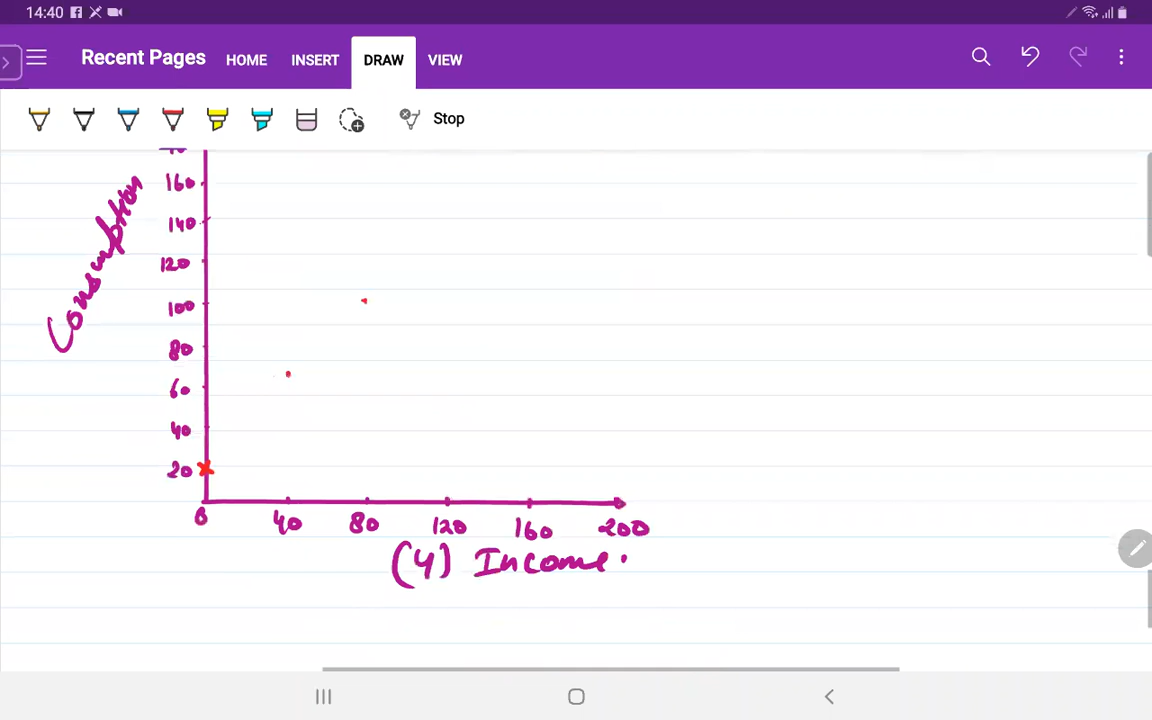 14:40
Recent Pages HOME INSERT DRAW VIEW
Stop
Consumption
160
140
120
100
80
60
40
20
0 40 80 120 160 200
(Y) Income